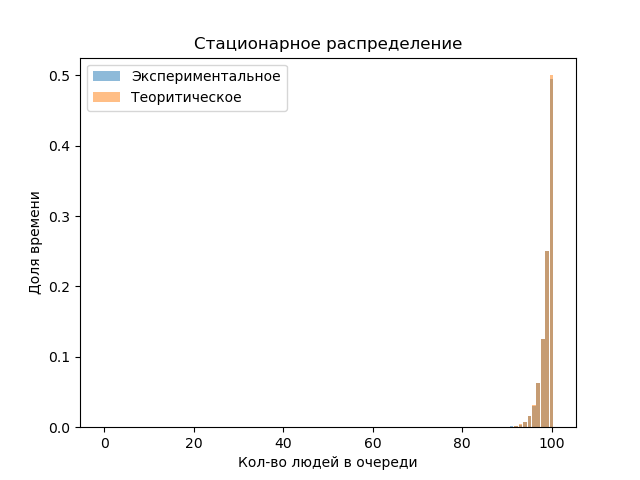 Стационарное распределение
Экспериментальное
Теоритическое
Доля времени
0.5
0.4
0.3
0.2
0.1
0.0
0 20 40 60 80 100
Кол-во людей в очереди